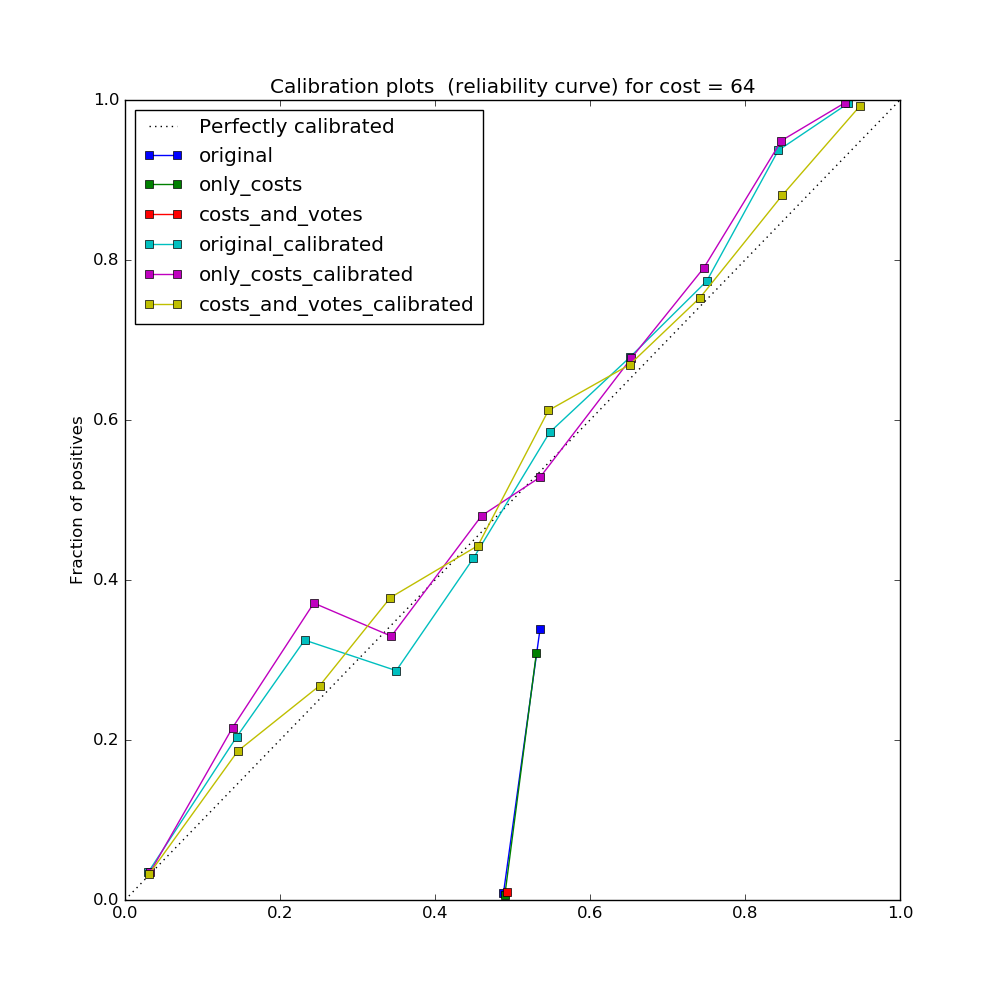 Calibration plots  (reliability curve) for cost = 64
Perfectly calibrated
original
only_costs
costs_and_votes
original_calibrated
only_costs_calibrated
costs_and_votes_calibrated
Fraction of positives
1.0
0.8
0.6
0.4
0.2
0.0
0.0 0.2 0.4 0.6 0.8 1.0